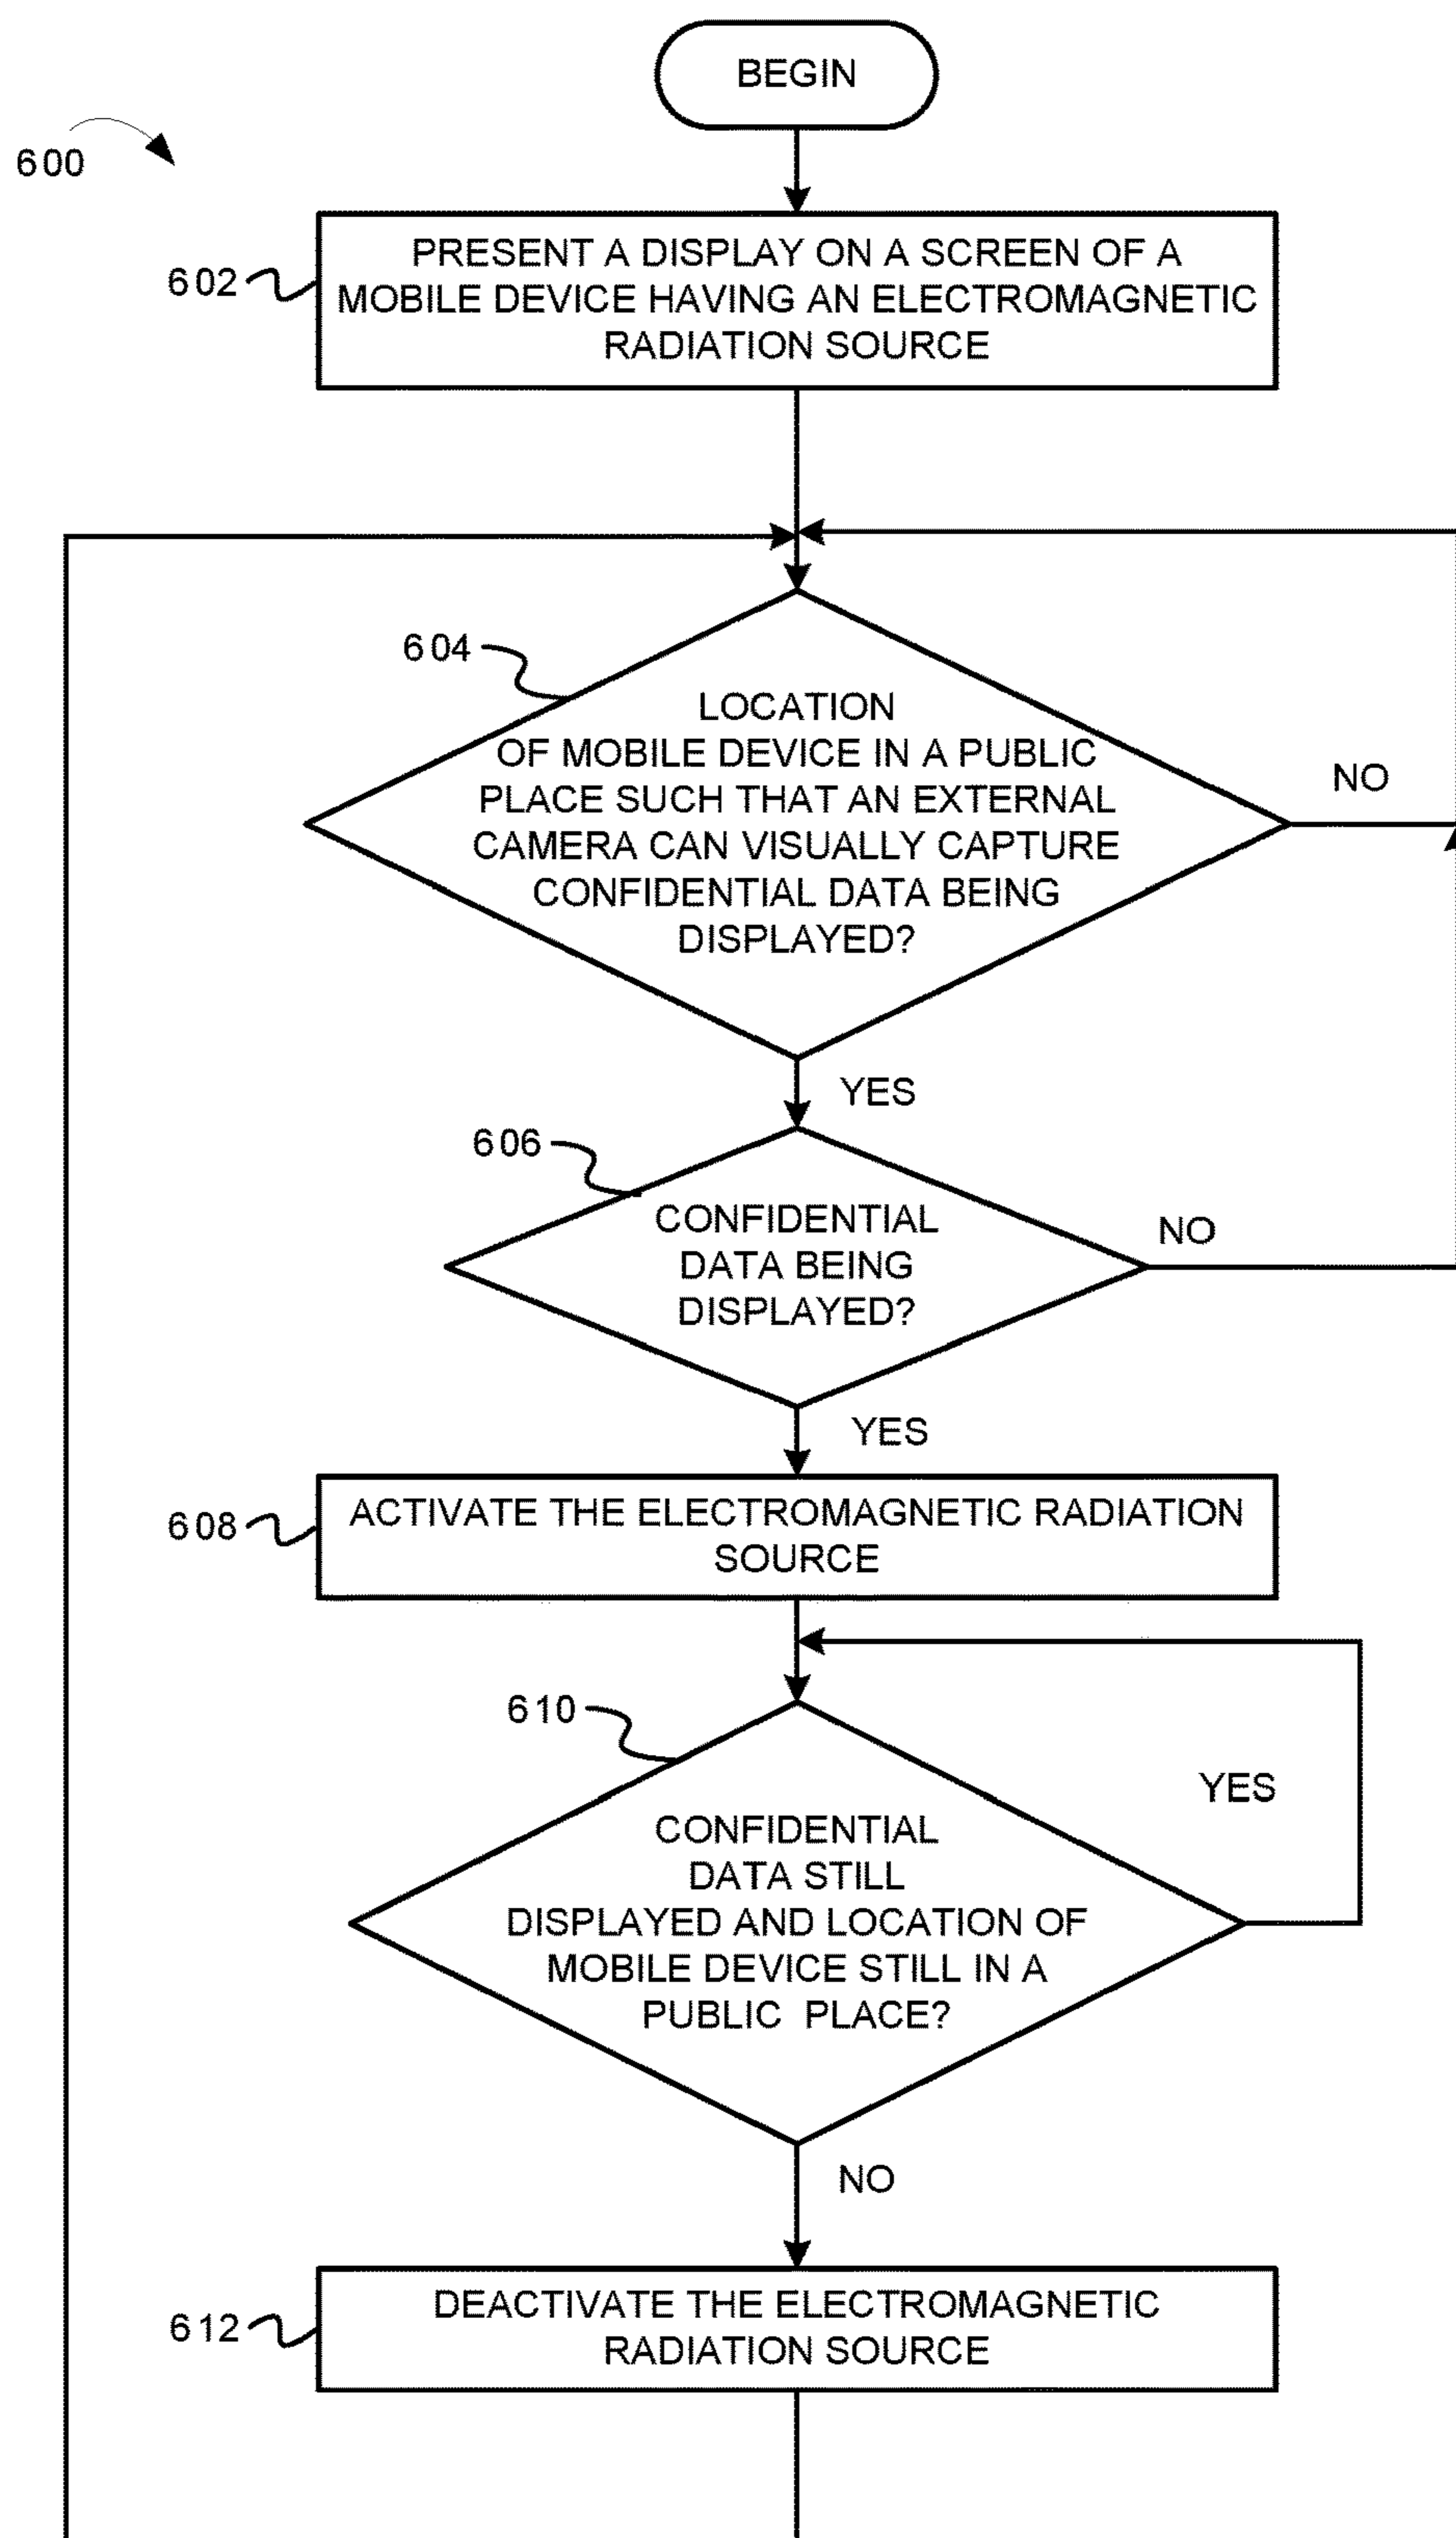 BEGIN
600
602
PRESENT A DISPLAY ON A SCREEN OF A
MOBILE DEVICE HAVING AN ELECTROMAGNETIC
RADIATION SOURCE
604
LOCATION
OF MOBILE DEVICE IN A PUBLIC
PLACE SUCH THAT AN EXTERNAL
CAMERA CAN VISUALLY CAPTURE
CONFIDENTIAL DATA BEING
DISPLAYED?
NO
YES
606
CONFIDENTIAL
DATA BEING
DISPLAYED?
NO
YES
608
ACTIVATE THE ELECTROMAGNETIC RADIATION
SOURCE
610
CONFIDENTIAL
DATA STILL
DISPLAYED AND LOCATION OF
MOBILE DEVICE STILL IN A
PUBLIC PLACE?
YES
NO
612
DEACTIVATE THE ELECTROMAGNETIC
RADIATION SOURCE